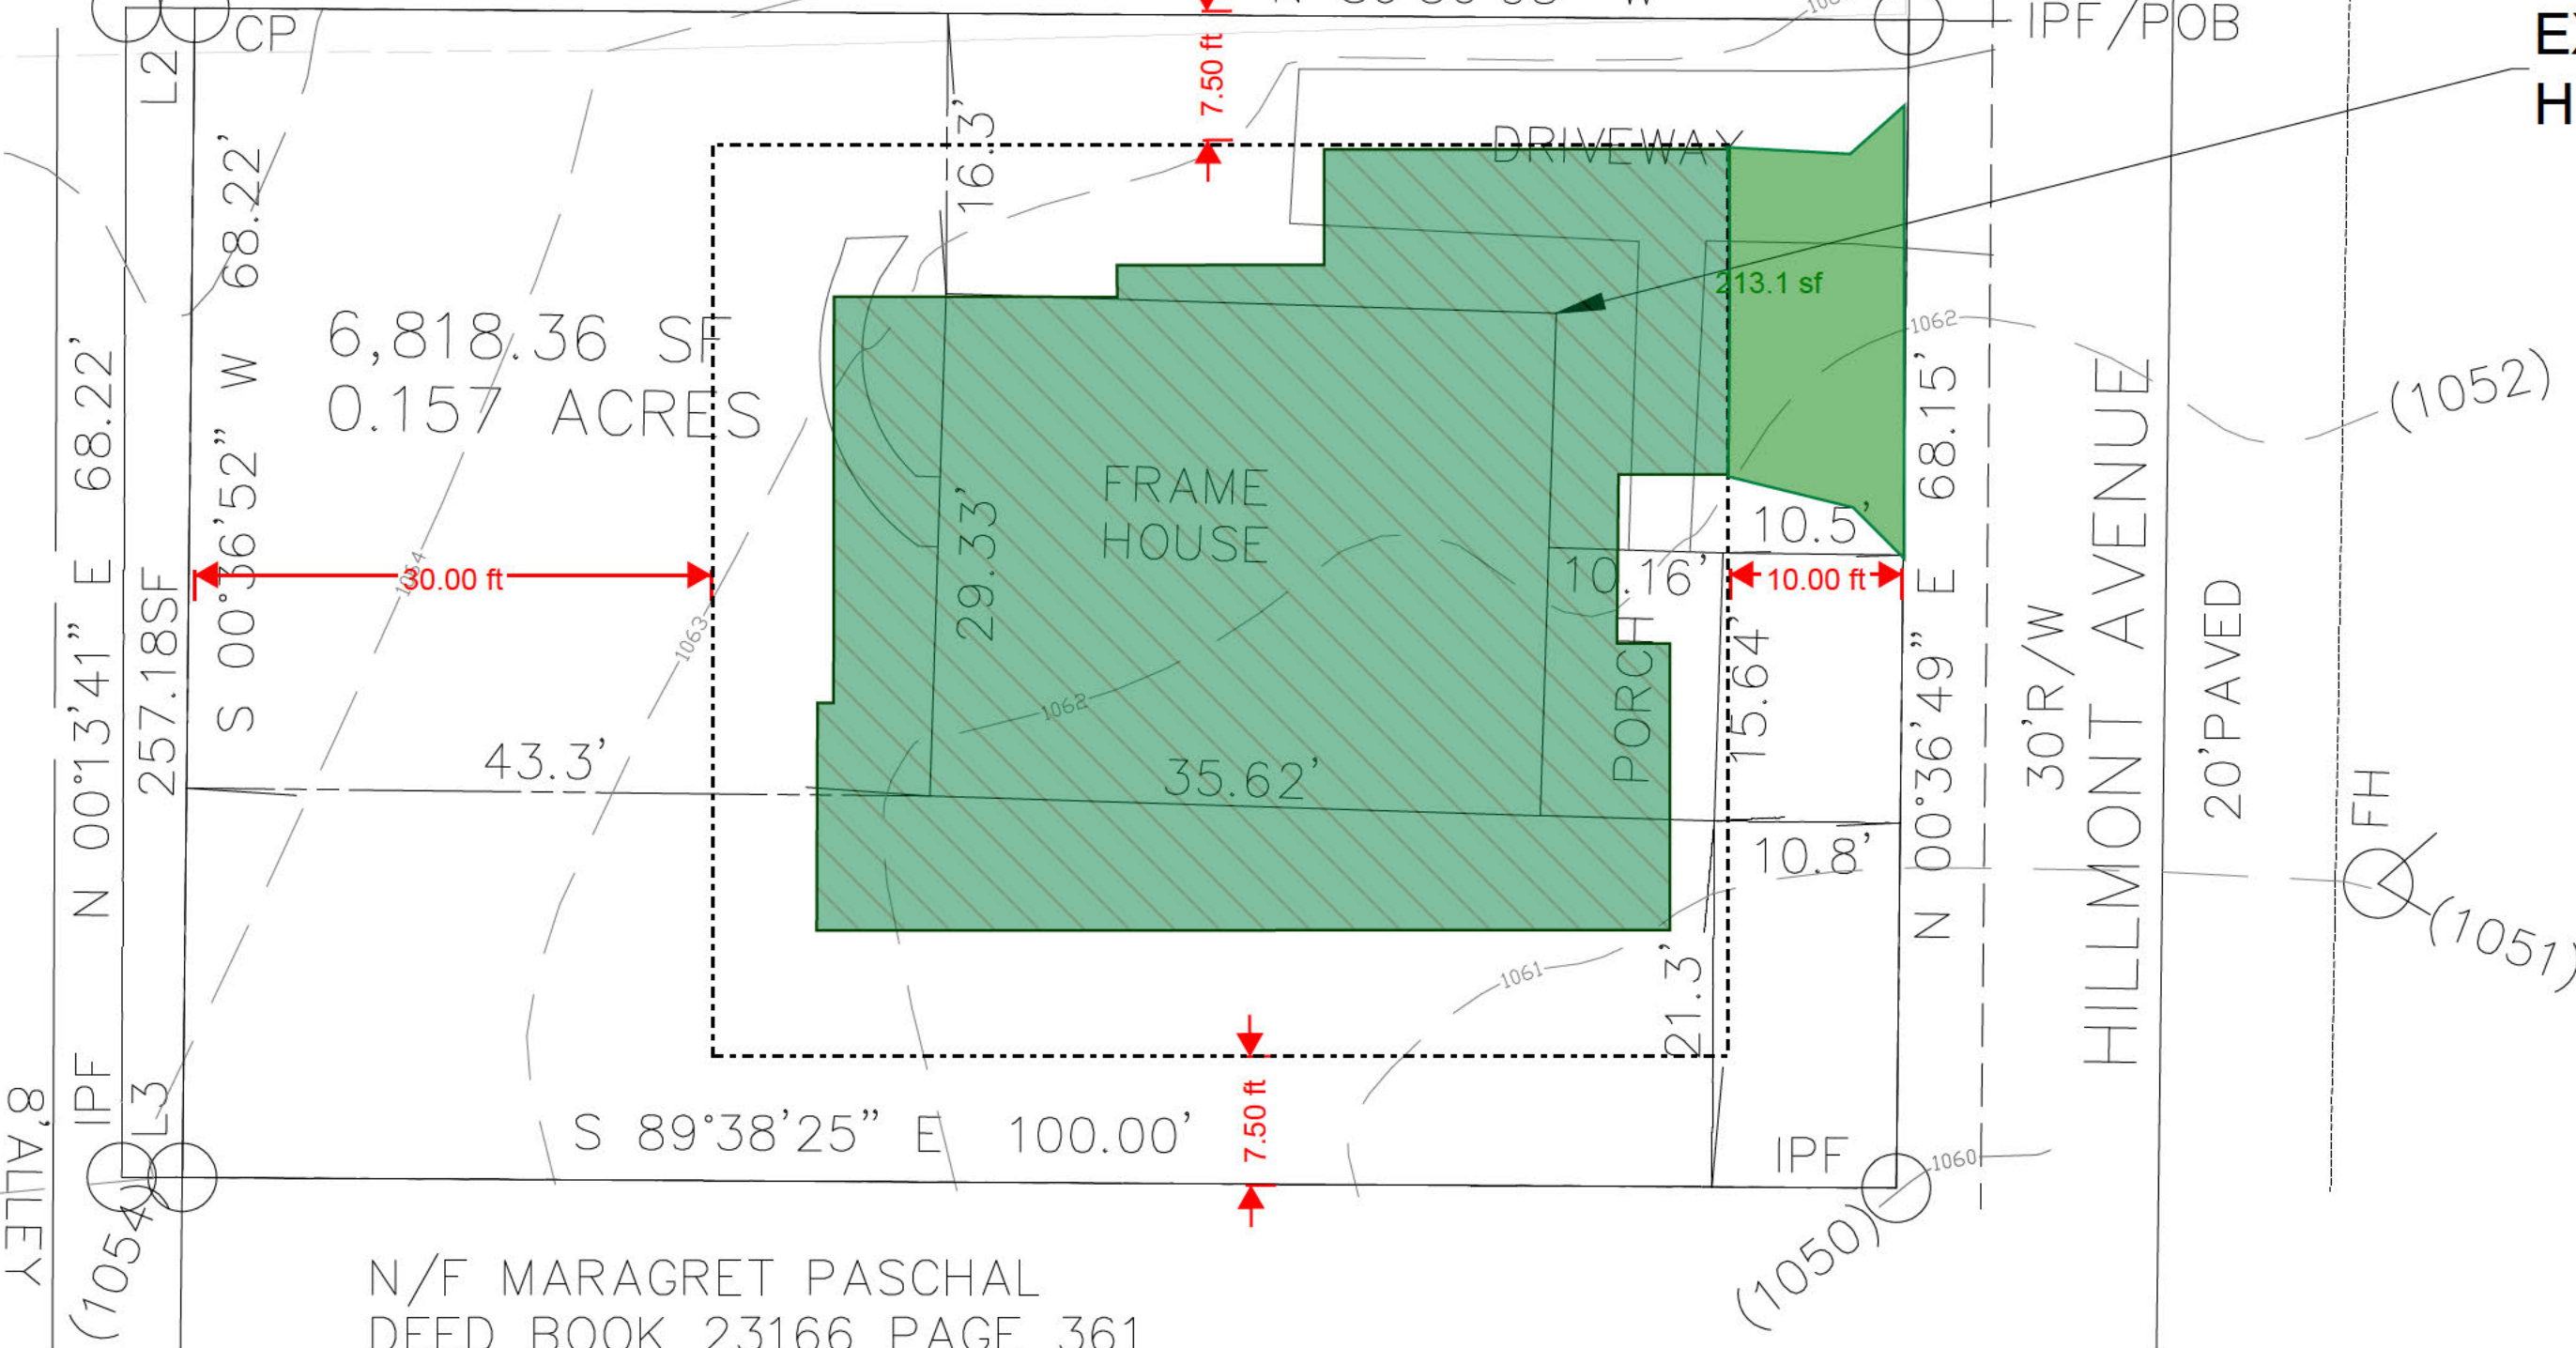 CP
IPF/POB
L2
7.50 ft
16.3'
DRIVEWAY
S 00°36'52" W 68.22'
6,818.36 SF
0.157 ACRES
213.1 sf
1062
(1052)
N 00°13'41" E 68.22'
257.18SF
FRAME
HOUSE
29.33'
10.5'
10.16'
10.00 ft
30.00 ft
1064
1063
1062
PORCH
15.64'
N 00°36'49" E 68.15'
30'R/W
HILLMONT AVENUE
20'PAVED
FH
43.3'
35.62'
10.8'
(1051)
21.3'
1061
IPF
L3
8'ALLEY
S 89°38'25" E 100.00'
7.50 ft
IPF
1060
(1054)
(1050)
N/F MARAGRET PASCHAL
DEED BOOK 23166 PAGE 361